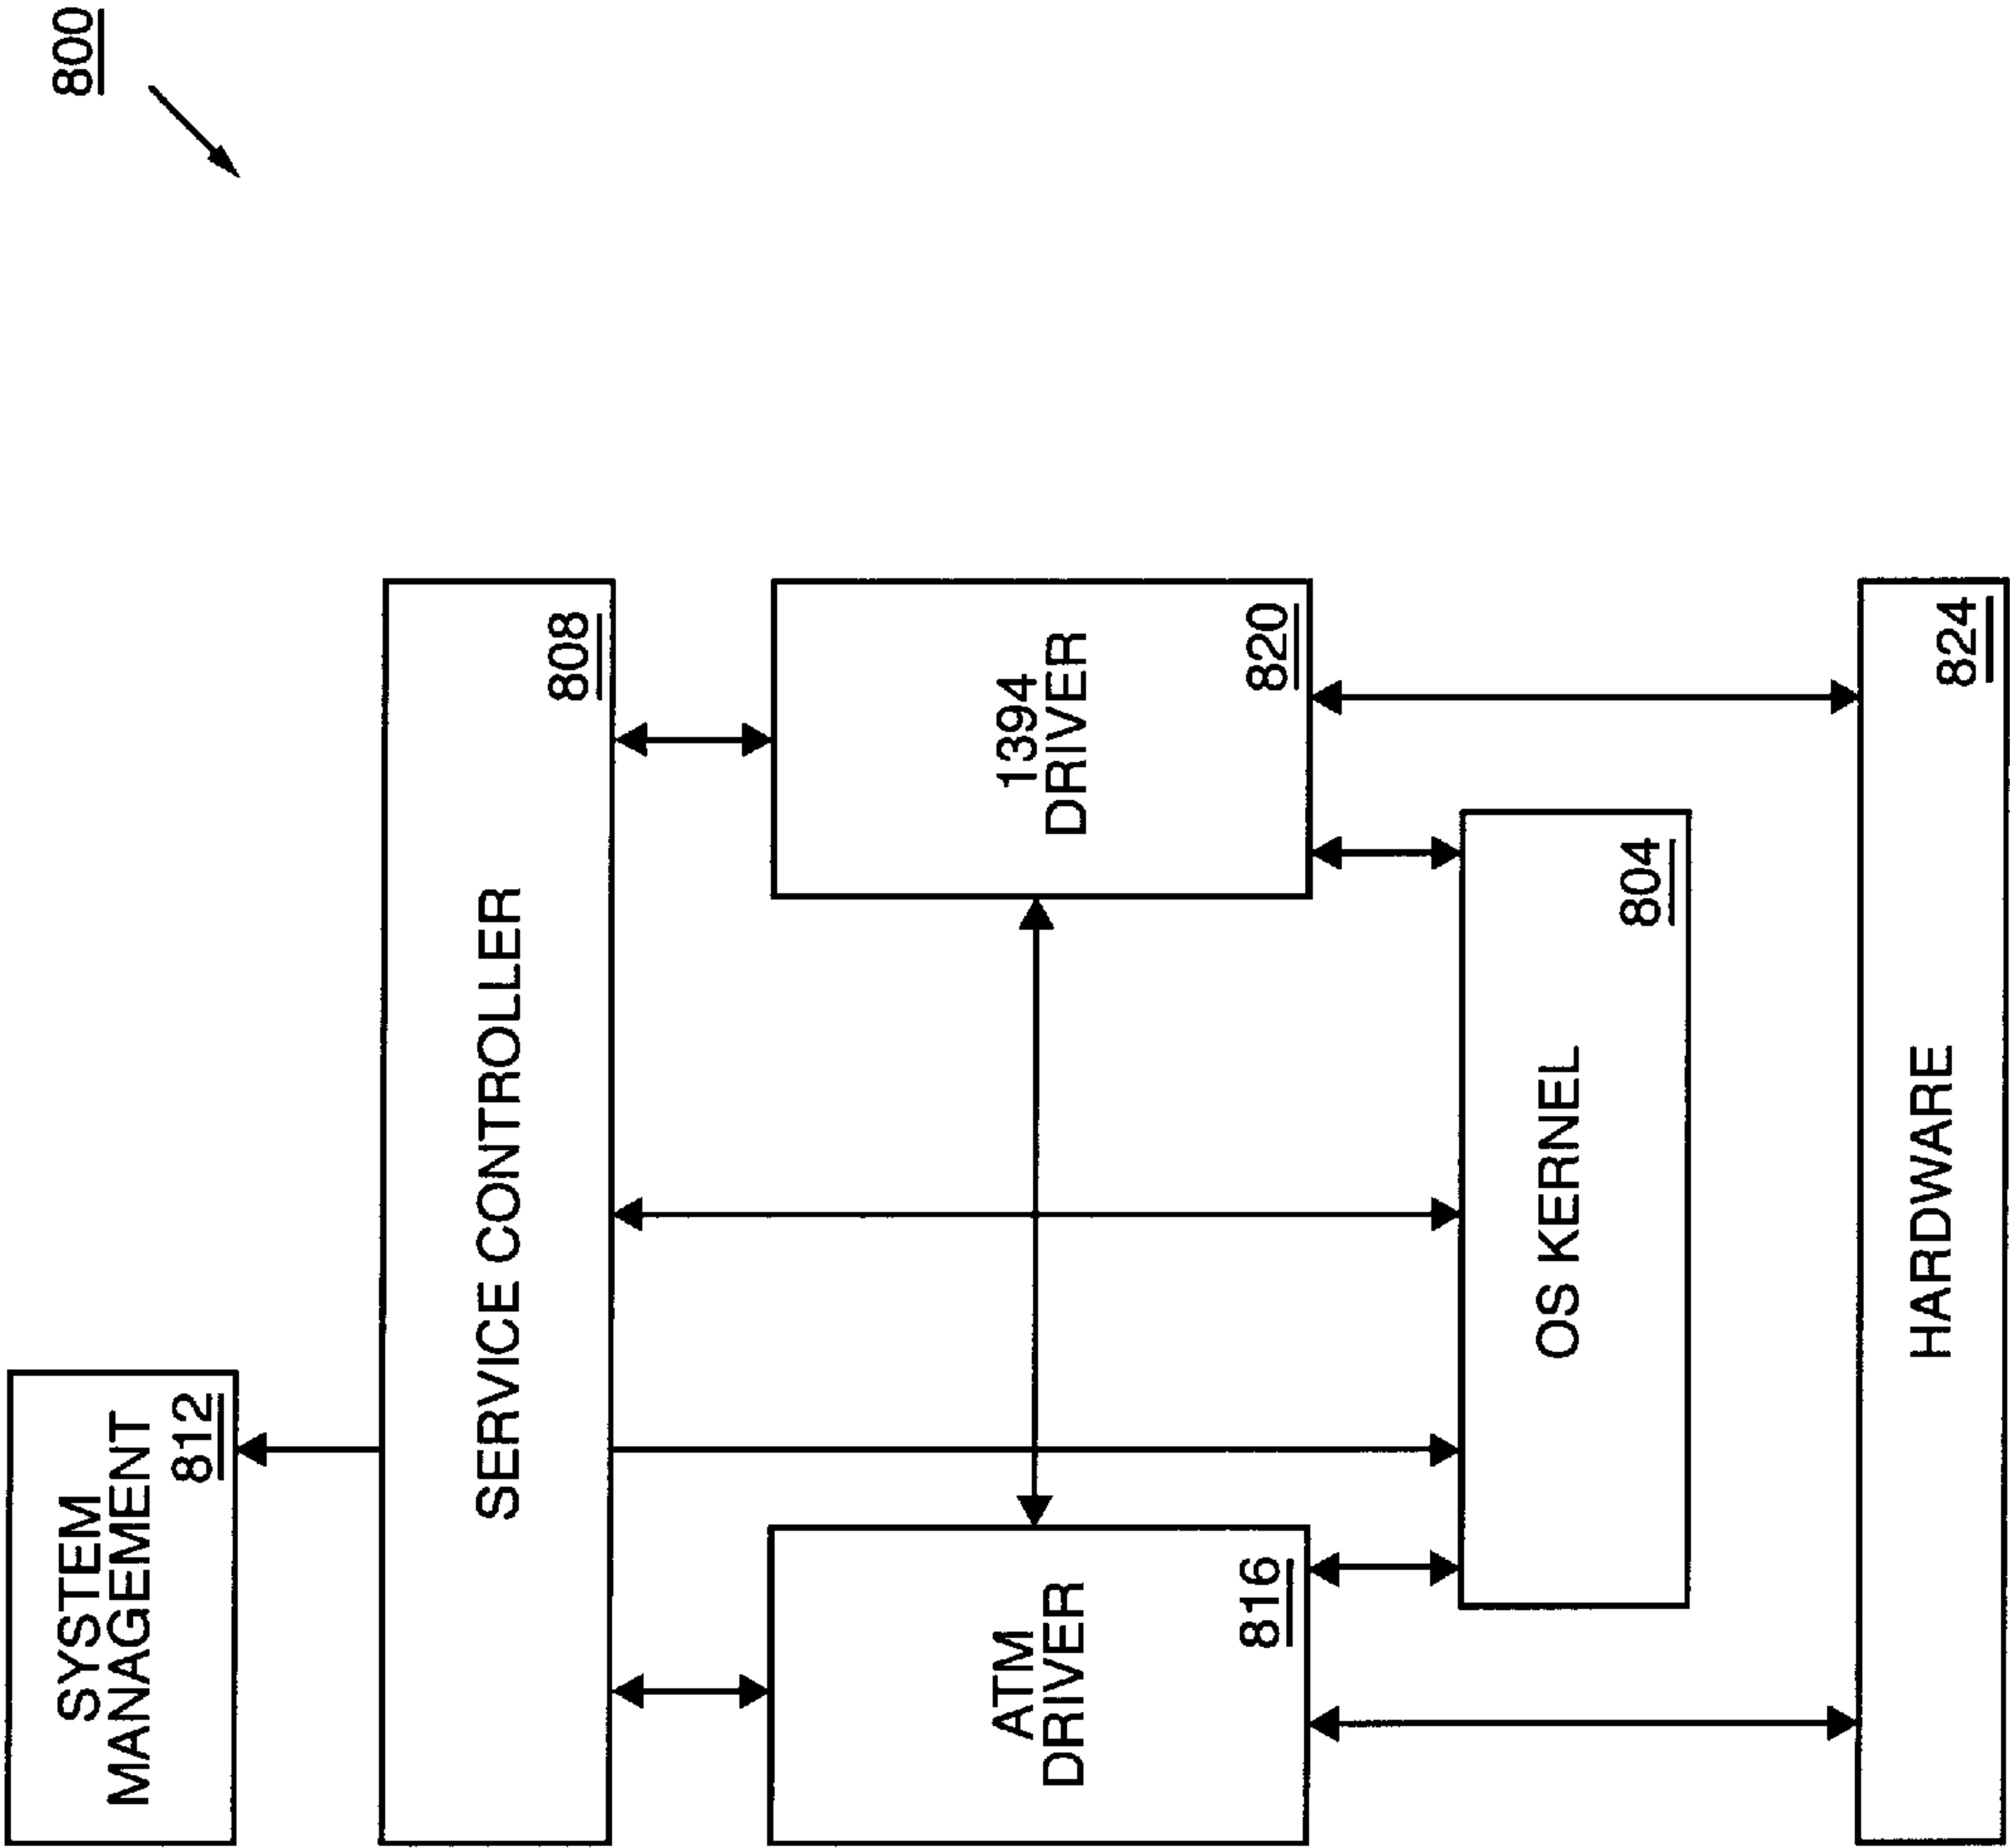 800
SYSTEM
MANAGEMENT
812
SERVICE CONTROLLER
808
ATM
DRIVER
816
1394
DRIVER
820
OS KERNEL
804
HARDWARE
824